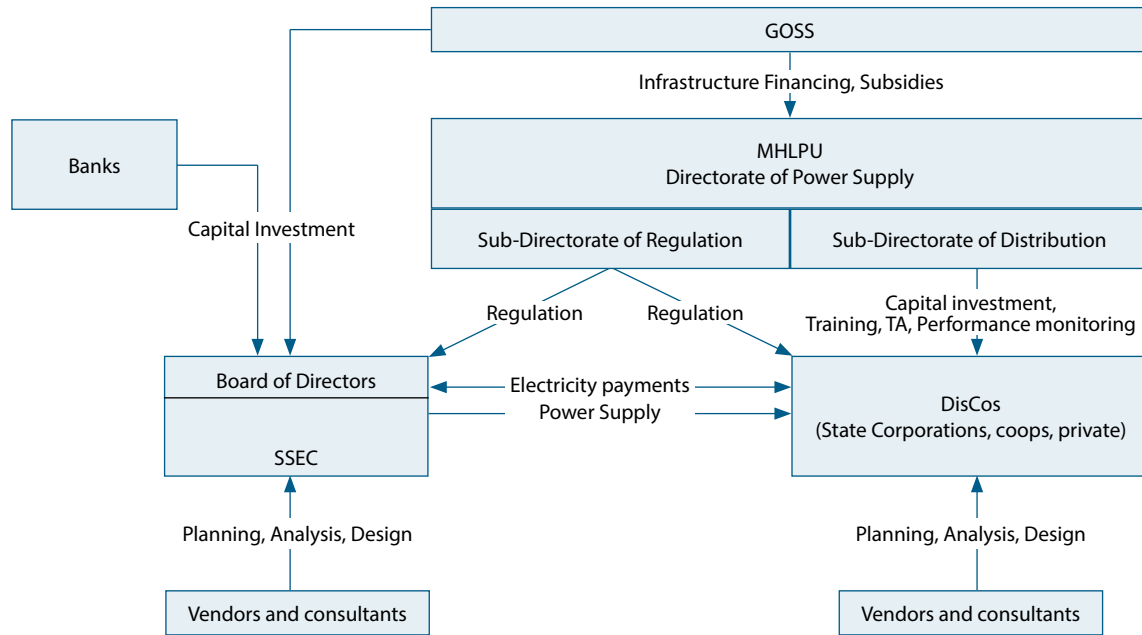 GOSS
Infrastructure Financing, Subsidies
Banks
MHLPU
Directorate of Power Supply
Capital Investment
Sub-Directorate of Regulation
Sub-Directorate of Distribution
Regulation
Regulation
Capital investment,
Training, TA, Performance monitoring
Board of Directors
Electricity payments
Power Supply
DisCos
(State Corporations, coops, private)
SSEC
Planning, Analysis, Design
Planning, Analysis, Design
Vendors and consultants
Vendors and consultants